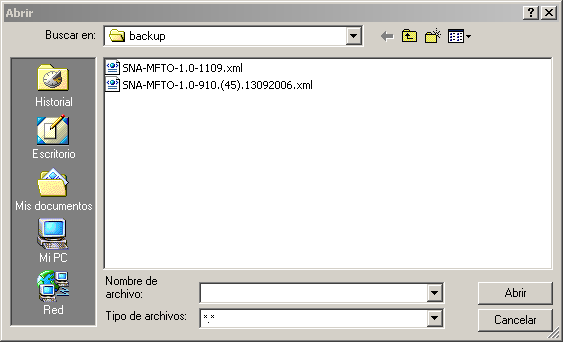 Abrir
Buscar en: backup
SNA-MFTO-1.0-1109.xml
SNA-MFTO-1.0-910.(45).13092006.xml
Historial
Escritorio
Mis documentos
Mi PC
Red
Nombre de
archivo:
Abrir
Tipo de archivos: *.*
Cancelar